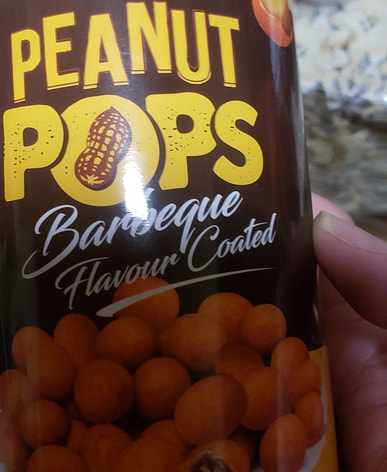 PEANUT
POPS
Barbeque
Flavour Coated